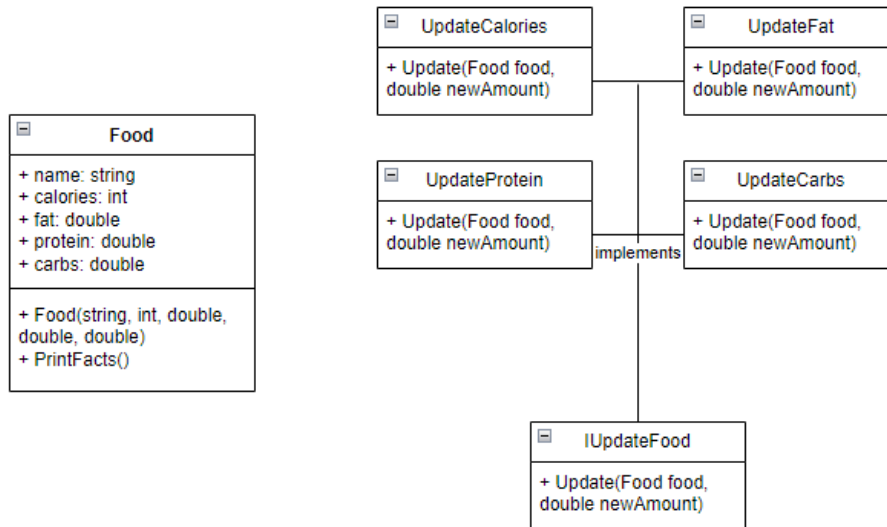 Food
+ name: string
+ calories: int
+ fat: double
+ protein: double
+ carbs: double
+ Food(string, int, double,
double, double)
+ PrintFacts()
UpdateCalories
+ Update(Food food,
double newAmount)
UpdateFat
+ Update(Food food,
double newAmount)
UpdateProtein
+ Update(Food food,
double newAmount)
UpdateCarbs
+ Update(Food food,
double newAmount)
implements
IUpdateFood
+ Update(Food food,
double newAmount)